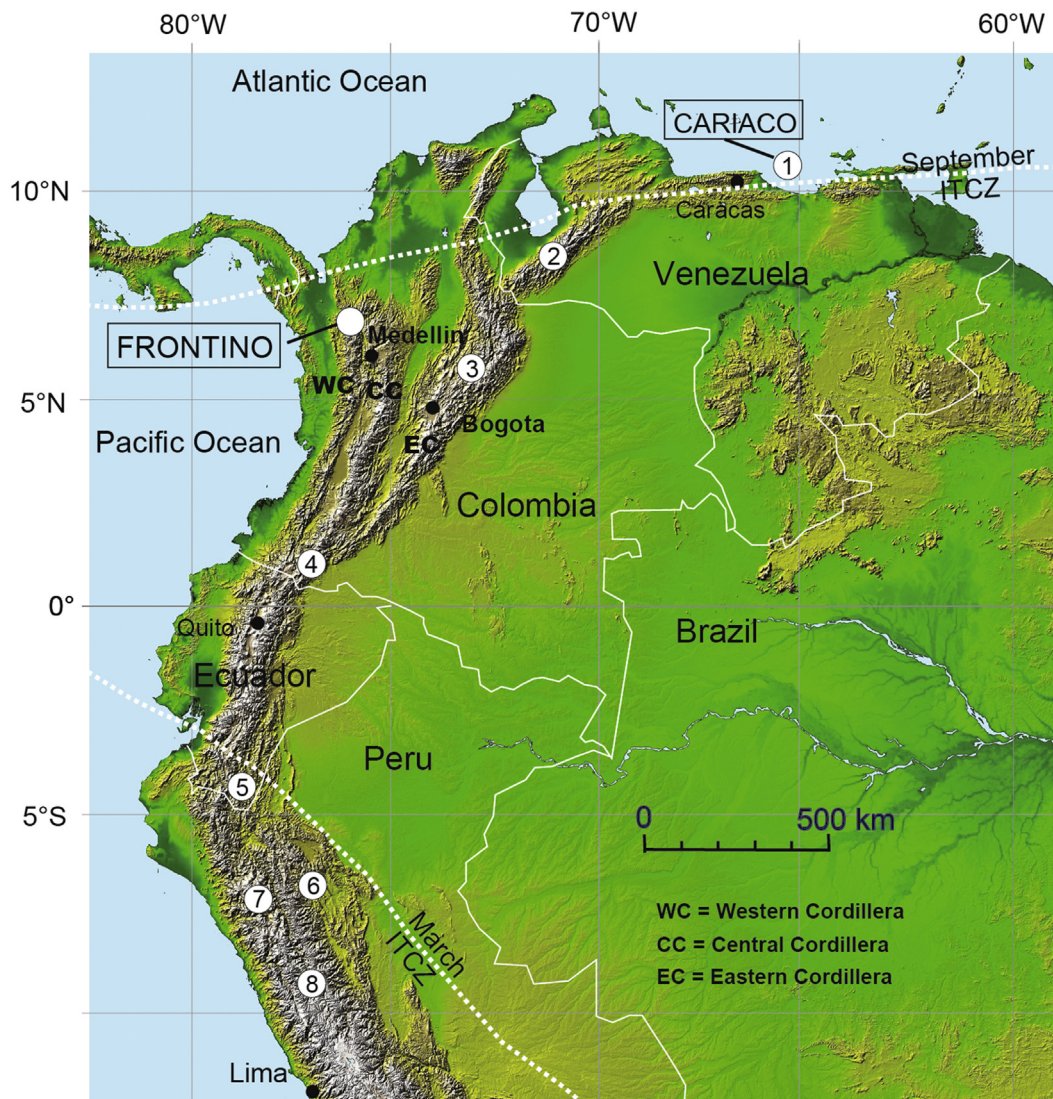 80°W
70°W
60°W
Atlantic Ocean
CARIACO
1
September
ITCZ
10°N
Carácas
2
Venezuela
FRONTINO
Medellin
3
WC
CC
5°N
Bogota
Pacific Ocean
EC
Colombia
4
0°
Quito
Brazil
Ecuador
Peru
5
5°S
0
500 km
6
7
WC = Western Cordillera
March
ITCZ
CC = Central Cordillera
EC = Eastern Cordillera
8
Lima